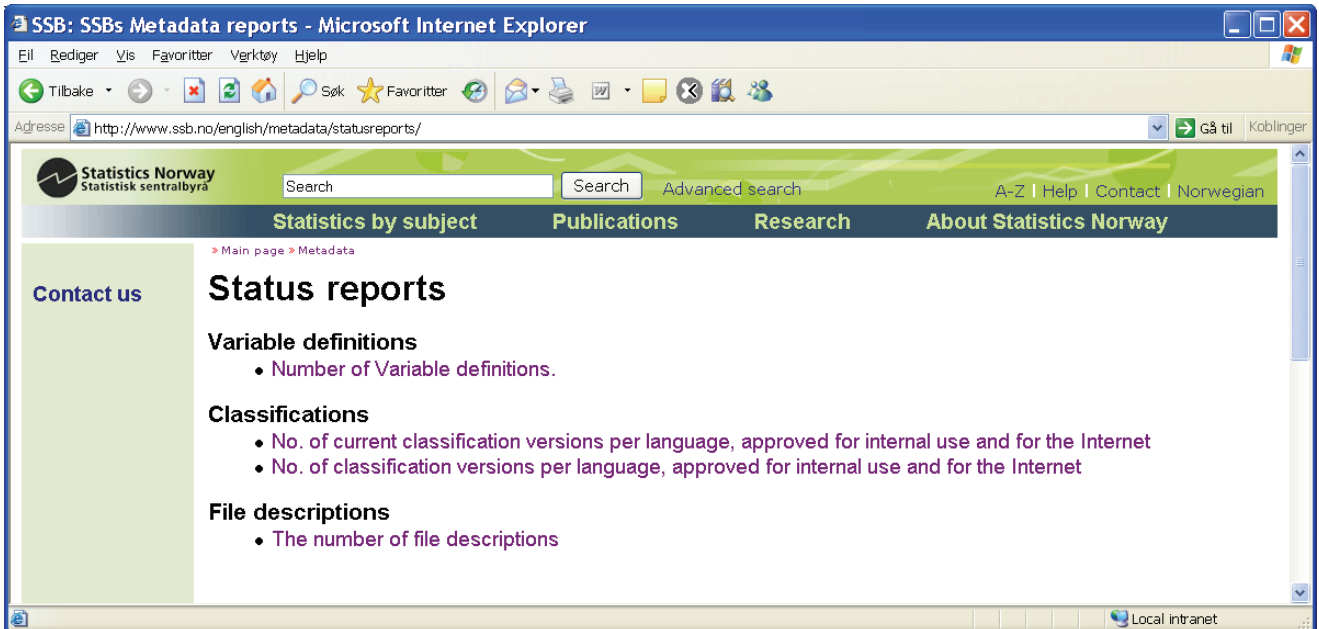 SSB: SSBs Metadata reports - Microsoft Internet Explorer
Fil Rediger Vis Favoritter Verktøy Hjelp
Tilbake Søk Favoritter
Adresse http://www.ssb.no/english/metadata/statusreports/ Gå til Koblinger
Statistics Norway
Statistisk sentralbyrå
Search Search Advanced search A-Z | Help | Contact | Norwegian
Statistics by subject Publications Research About Statistics Norway
» Main page » Metadata
Contact us
Status reports
Variable definitions
• Number of Variable definitions.
Classifications
• No. of current classification versions per language, approved for internal use and for the Internet
• No. of classification versions per language, approved for internal use and for the Internet
File descriptions
• The number of file descriptions
Local intranet